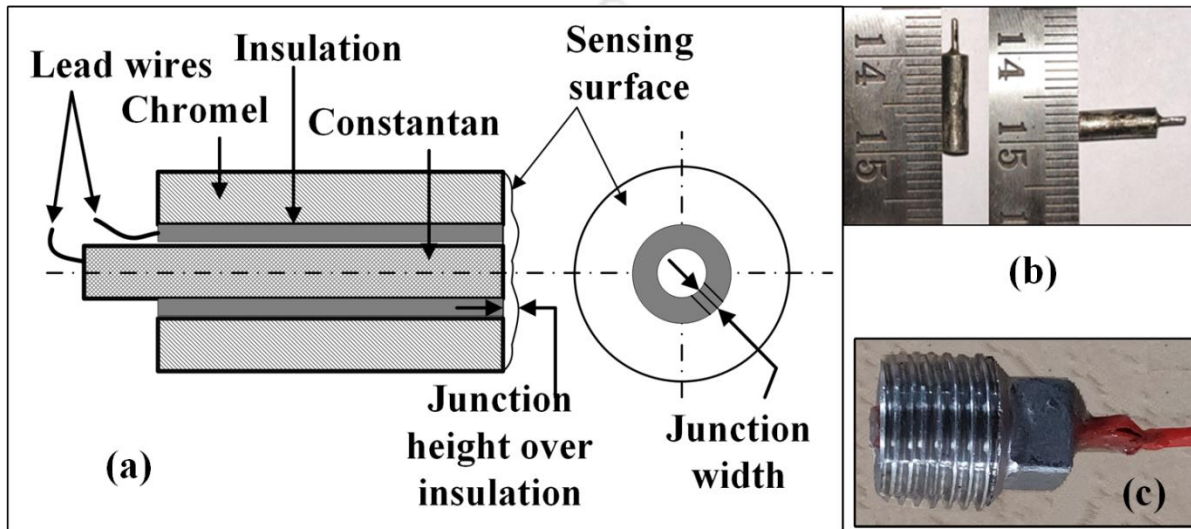 Lead wires
Insulation
Chromel
Constantan
Sensing
surface
Junction
height over
insulation
Junction
width
(a)
14
15
14
15
(b)
(c)